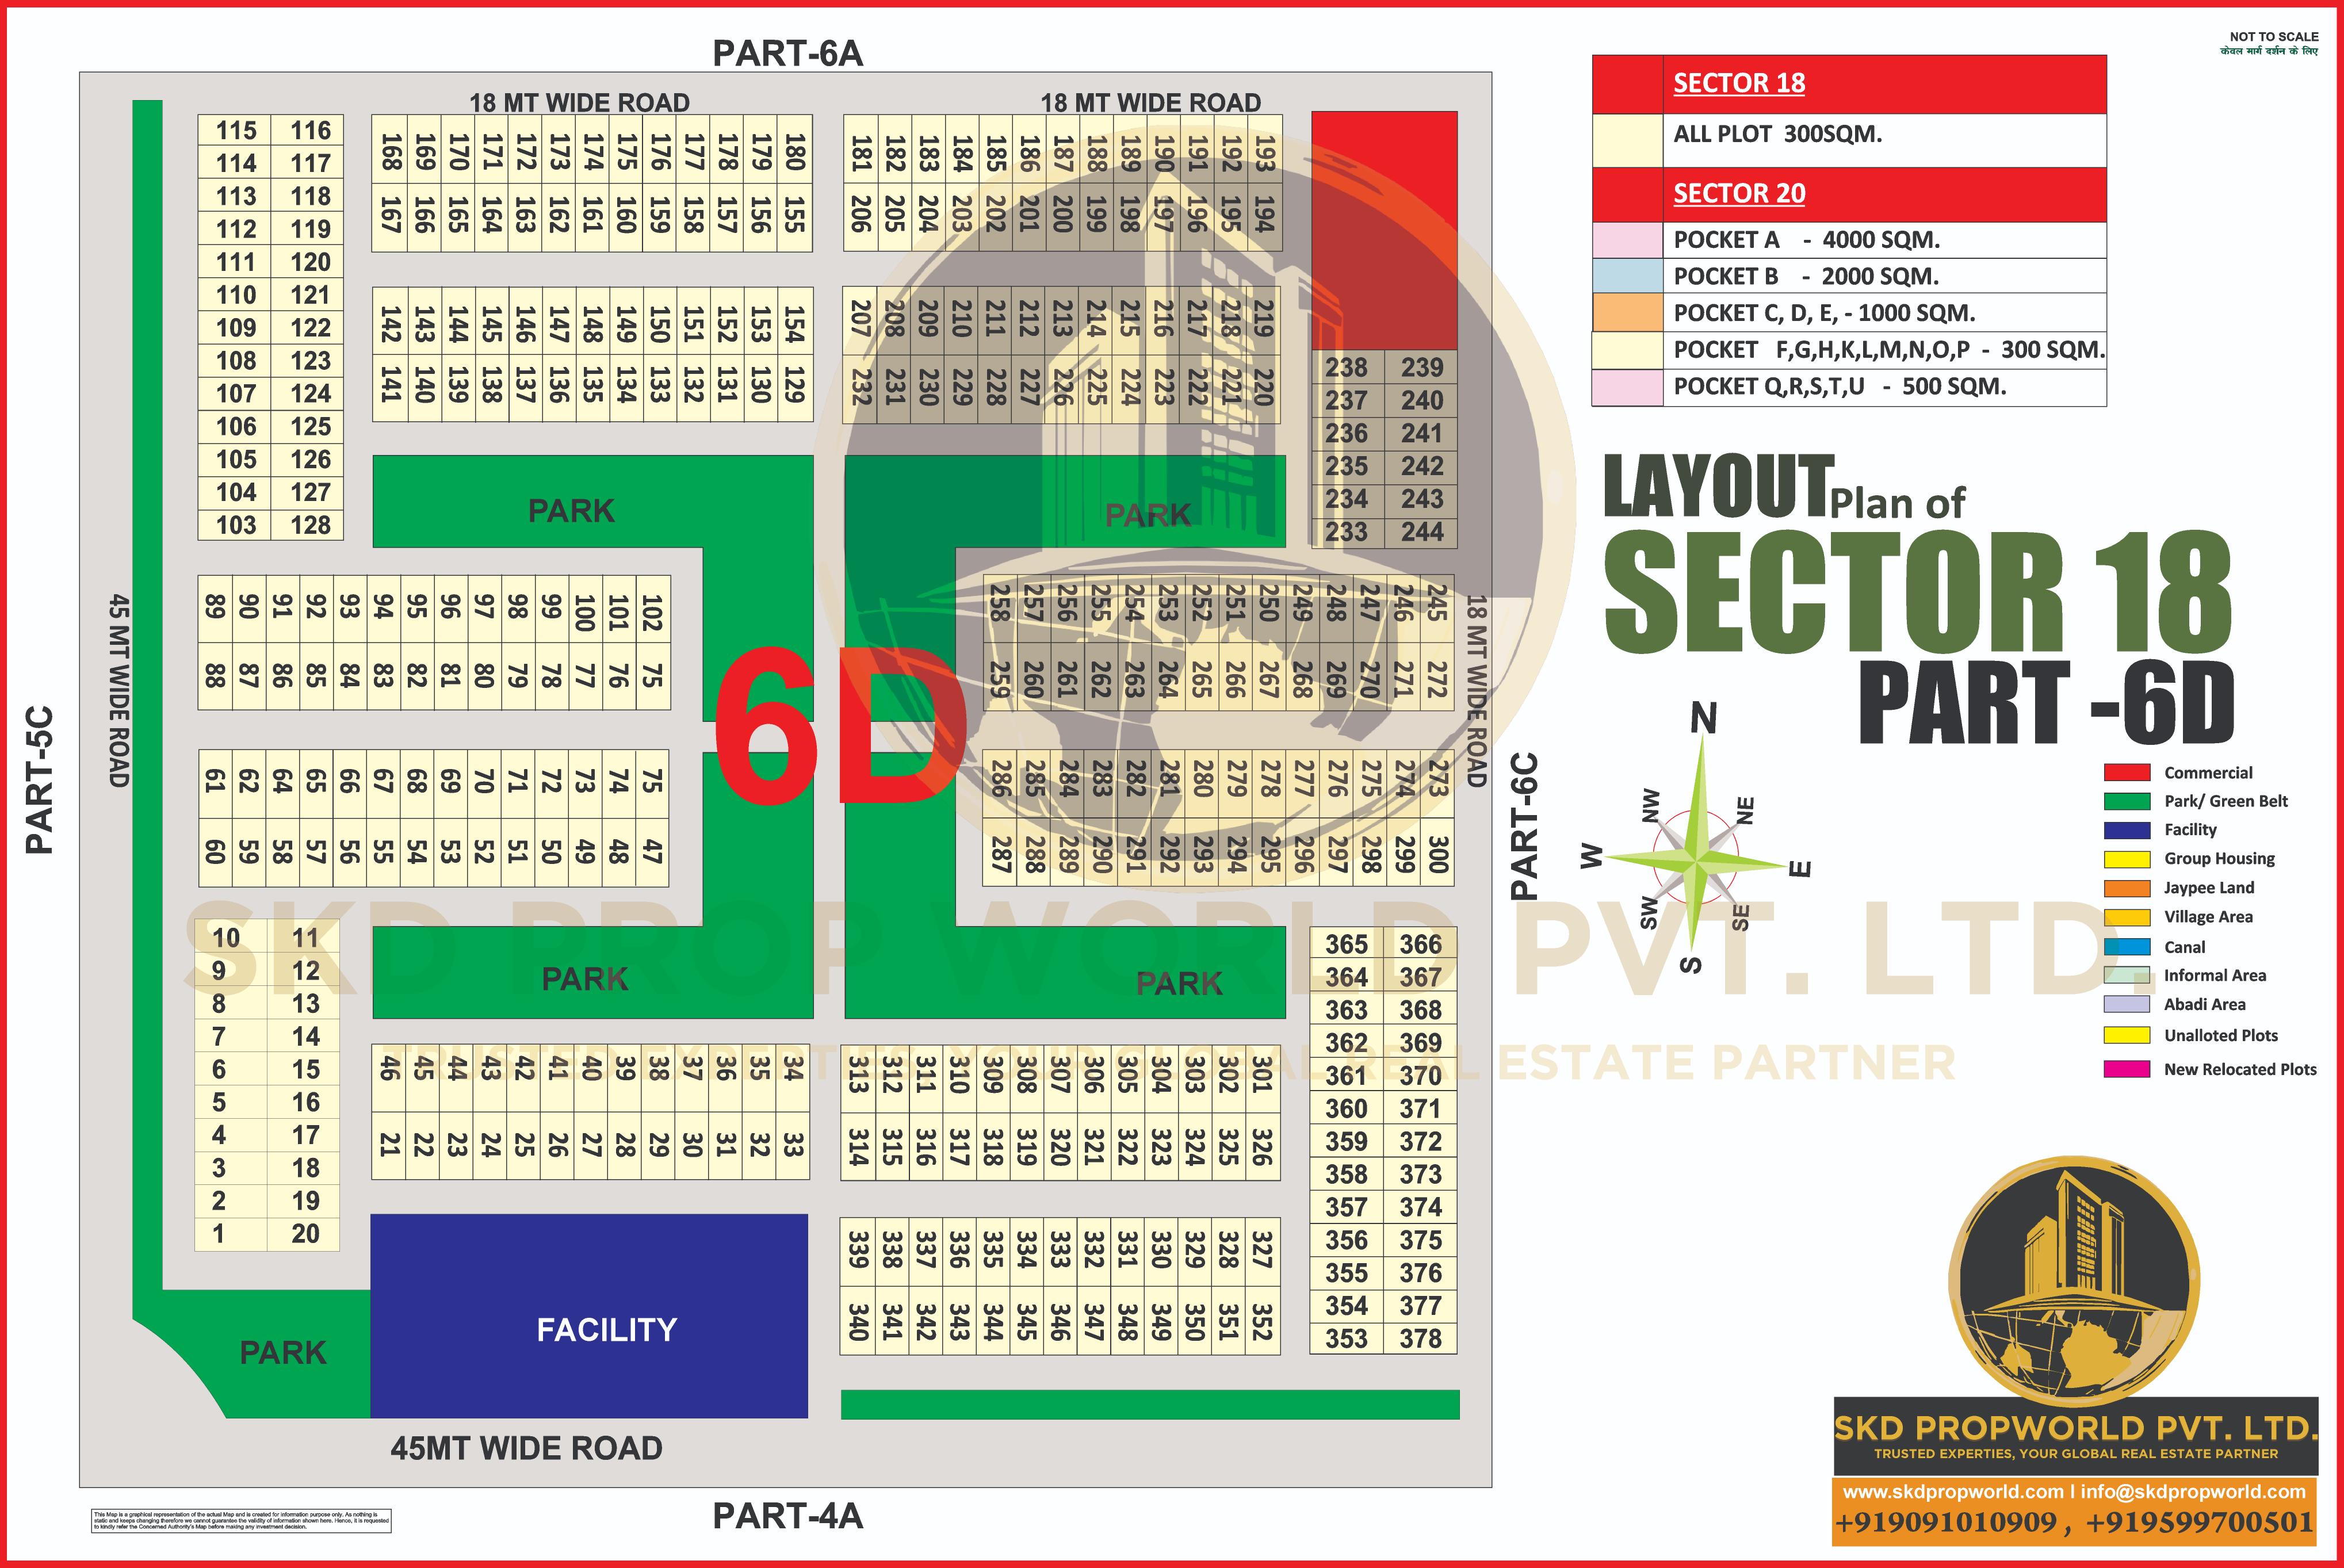 NOT TO SCALE
केवल मार्ग दर्शन के लिए
PART-6A
18 MT WIDE ROAD
18 MT WIDE ROAD
115 116
114 117
113 118
112 119
111 120
110 121
109 122
108 123
107 124
106 125
105 126
104 127
103 128
168 169 170 171 172 173 174 175 176 177 178 179 180
167 166 165 164 163 162 161 160 159 158 157 156 155
142 143 144 145 146 147 148 149 150 151 152 153 154
141 140 139 138 137 136 135 134 133 132 131 130 129
181 182 183 184 185 186 187 188 189 190 191 192 193
206 205 204 203 202 201 200 199 198 197 196 195 194
207 208 209 210 211 212 213 214 215 216 217 218 219
232 231 230 229 228 227 226 225 224 223 222 221 220
238 239
237 240
236 241
235 242
234 243
233 244
PARK
PARK
45 MT WIDE ROAD
PART-5C
89 90 91 92 93 94 95 96 97 98 99 100 101 102
88 87 86 85 84 83 82 81 80 79 78 77 76 75
61 62 64 65 66 67 68 69 70 71 72 73 74 75
60 59 58 57 56 55 54 53 52 51 50 49 48 47
6D
258 257 256 255 254 253 252 251 250 249 248 247 246 245
259 260 261 262 263 264 265 266 267 268 269 270 271 272
286 285 284 283 282 281 280 279 278 277 276 275 274 273
287 288 289 290 291 292 293 294 295 296 297 298 299 300
18 MT WIDE ROAD
PART-6C
SKD PROP WORLD PVT. LTD.
TRUSTED EXPERTIES, YOUR GLOBAL REAL ESTATE PARTNER
10 11
9 12
8 13
7 14
6 15
5 16
4 17
3 18
2 19
1 20
PARK
PARK
46 45 44 43 42 41 40 39 38 37 36 35 34
21 22 23 24 25 26 27 28 29 30 31 32 33
313 312 311 310 309 308 307 306 305 304 303 302 301
314 315 316 317 318 319 320 321 322 323 324 325 326
339 338 337 336 335 334 333 332 331 330 329 328 327
340 341 342 343 344 345 346 347 348 349 350 351 352
365 366
364 367
363 368
362 369
361 370
360 371
359 372
358 373
357 374
356 375
355 376
354 377
353 378
PARK
FACILITY
45MT WIDE ROAD
PART-4A
This Map is a graphical representation of the actual Map and is created for information purpose only. As nothing is
static and keeps changing therefore we cannot guarantee the validity of information shown here. Hence, it is requested
to kindly refer the Concerned Authority's Map before making any investment decision.
SECTOR 18
ALL PLOT 300SQM.
SECTOR 20
POCKET A - 4000 SQM.
POCKET B - 2000 SQM.
POCKET C, D, E, - 1000 SQM.
POCKET F,G,H,K,L,M,N,O,P - 300 SQM.
POCKET Q,R,S,T,U - 500 SQM.
LAYOUT Plan of
SECTOR 18
PART -6D
N
NW NE
W E
SW SE
S
Commercial
Park/ Green Belt
Facility
Group Housing
Jaypee Land
Village Area
Canal
Informal Area
Abadi Area
Unalloted Plots
New Relocated Plots
SKD PROPWORLD PVT. LTD.
TRUSTED EXPERTIES, YOUR GLOBAL REAL ESTATE PARTNER
www.skdpropworld.com I info@skdpropworld.com
+919091010909 , +919599700501